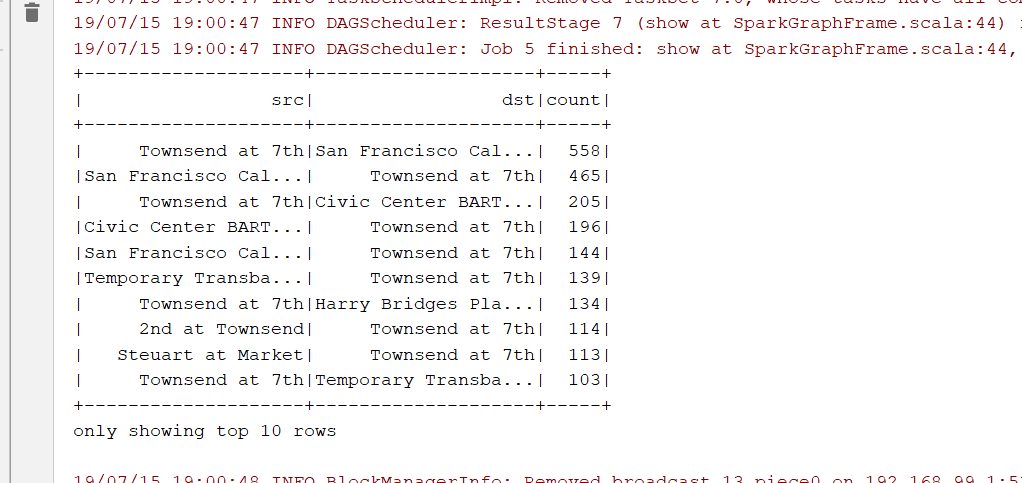 19/07/15 19:00:47 INFO TaskSchedulerImpl: Removed TaskSet 7.0, whose tasks have all com
19/07/15 19:00:47 INFO DAGScheduler: ResultStage 7 (show at SparkGraphFrame.scala:44)
19/07/15 19:00:47 INFO DAGScheduler: Job 5 finished: show at SparkGraphFrame.scala:44,
+--------------------+--------------------+-----+
|                 src|                 dst|count|
+--------------------+--------------------+-----+
|     Townsend at 7th|San Francisco Cal...|  558|
|San Francisco Cal...|     Townsend at 7th|  465|
|     Townsend at 7th|Civic Center BART...|  205|
|Civic Center BART...|     Townsend at 7th|  196|
|San Francisco Cal...|     Townsend at 7th|  144|
|Temporary Transba...|     Townsend at 7th|  139|
|     Townsend at 7th|Harry Bridges Pla...|  134|
|     2nd at Townsend|     Townsend at 7th|  114|
|   Steuart at Market|     Townsend at 7th|  113|
|     Townsend at 7th|Temporary Transba...|  103|
+--------------------+--------------------+-----+
only showing top 10 rows
19/07/15 19:00:48 INFO BlockManagerInfo: Removed broadcast_13_piece0 on 192.168.99.1:5